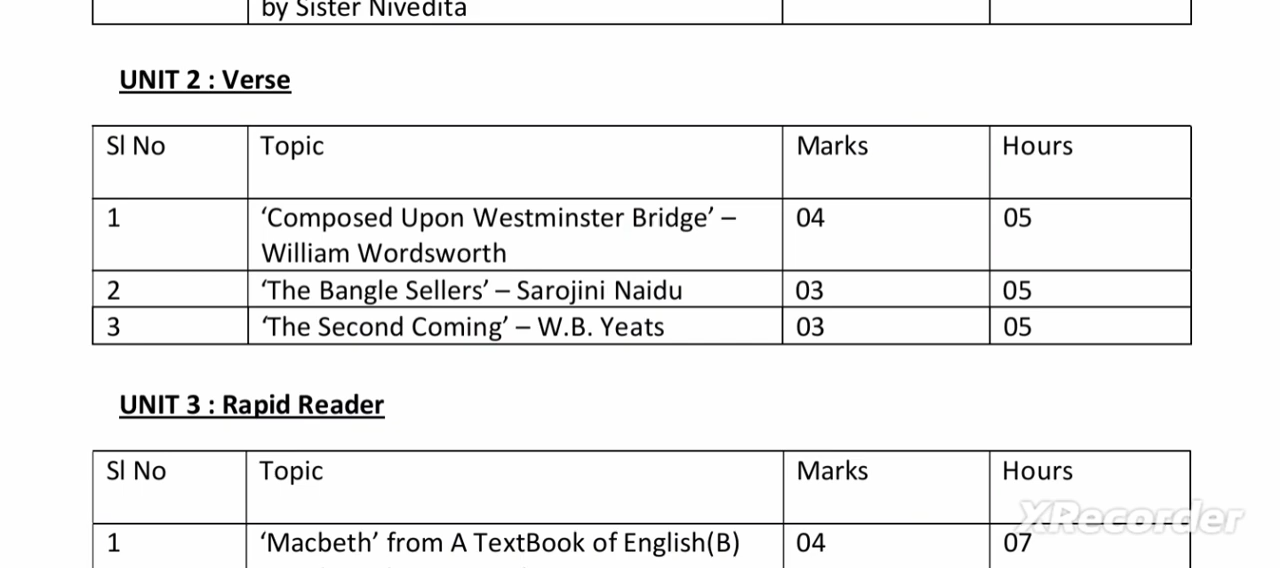 by Sister Nivedita
UNIT 2 : Verse
Sl No Topic Marks Hours
1 ‘Composed Upon Westminster Bridge’ – 04 05
William Wordsworth
2 ‘The Bangle Sellers’ – Sarojini Naidu 03 05
3 ‘The Second Coming’ – W.B. Yeats 03 05
UNIT 3 : Rapid Reader
Sl No Topic Marks Hours
XRecorder
1 ‘Macbeth’ from A TextBook of English(B) 04 07